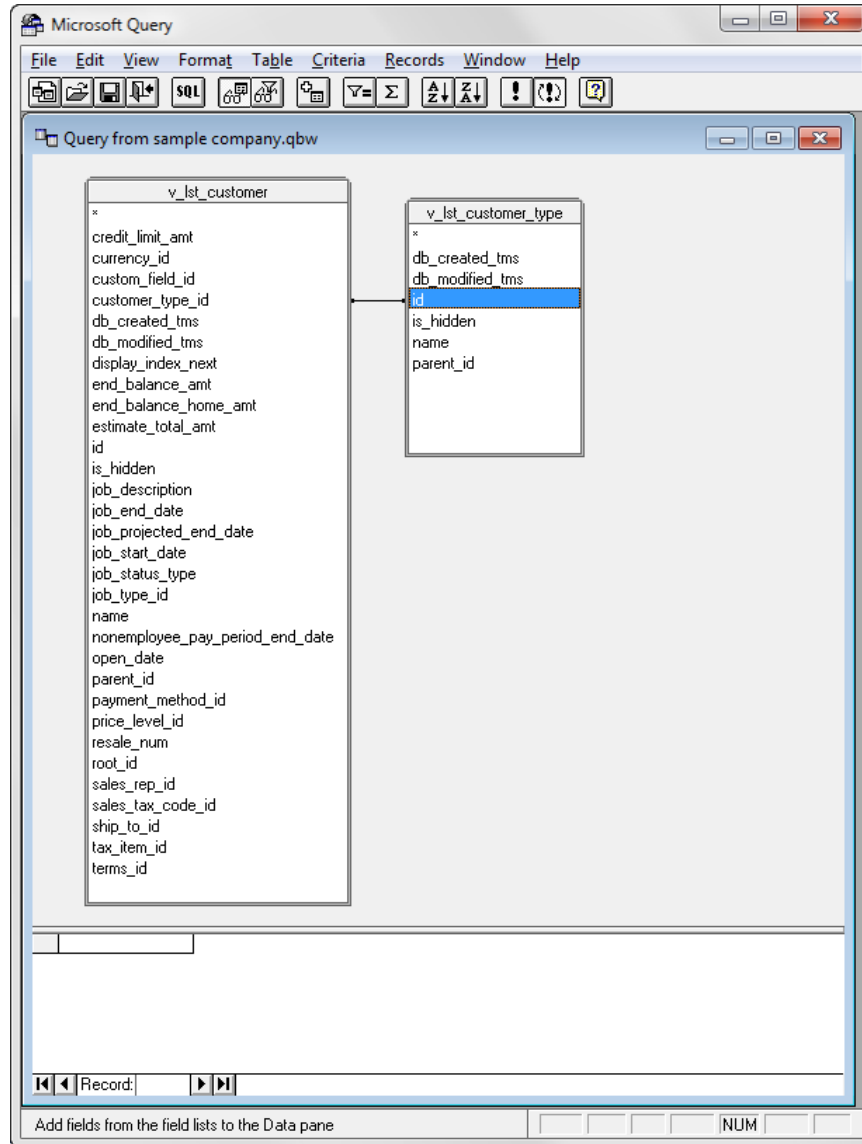 Microsoft Query
File Edit View Format Table Criteria Records Window Help
SQL
Query from sample company.qbw
v_lst_customer
*
credit_limit_amt
currency_id
custom_field_id
customer_type_id
db_created_tms
db_modified_tms
display_index_next
end_balance_amt
end_balance_home_amt
estimate_total_amt
id
is_hidden
job_description
job_end_date
job_projected_end_date
job_start_date
job_status_type
job_type_id
name
nonemployee_pay_period_end_date
open_date
parent_id
payment_method_id
price_level_id
resale_num
root_id
sales_rep_id
sales_tax_code_id
ship_to_id
tax_item_id
terms_id
v_lst_customer_type
*
db_created_tms
db_modified_tms
id
is_hidden
name
parent_id
Record:
Add fields from the field lists to the Data pane NUM